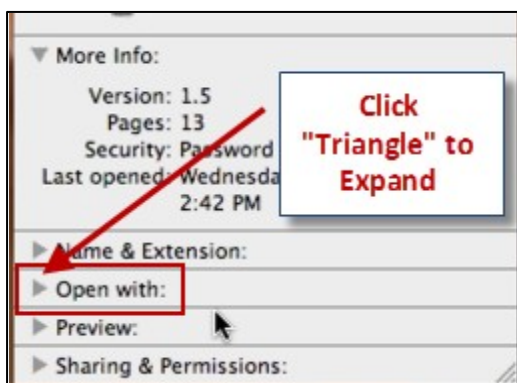 More Info:
Version: 1.5
Pages: 13
Security: Password
Last opened: Wednesda
2:42 PM
Click
"Triangle" to
Expand
Name & Extension:
Open with:
Preview:
Sharing & Permissions: